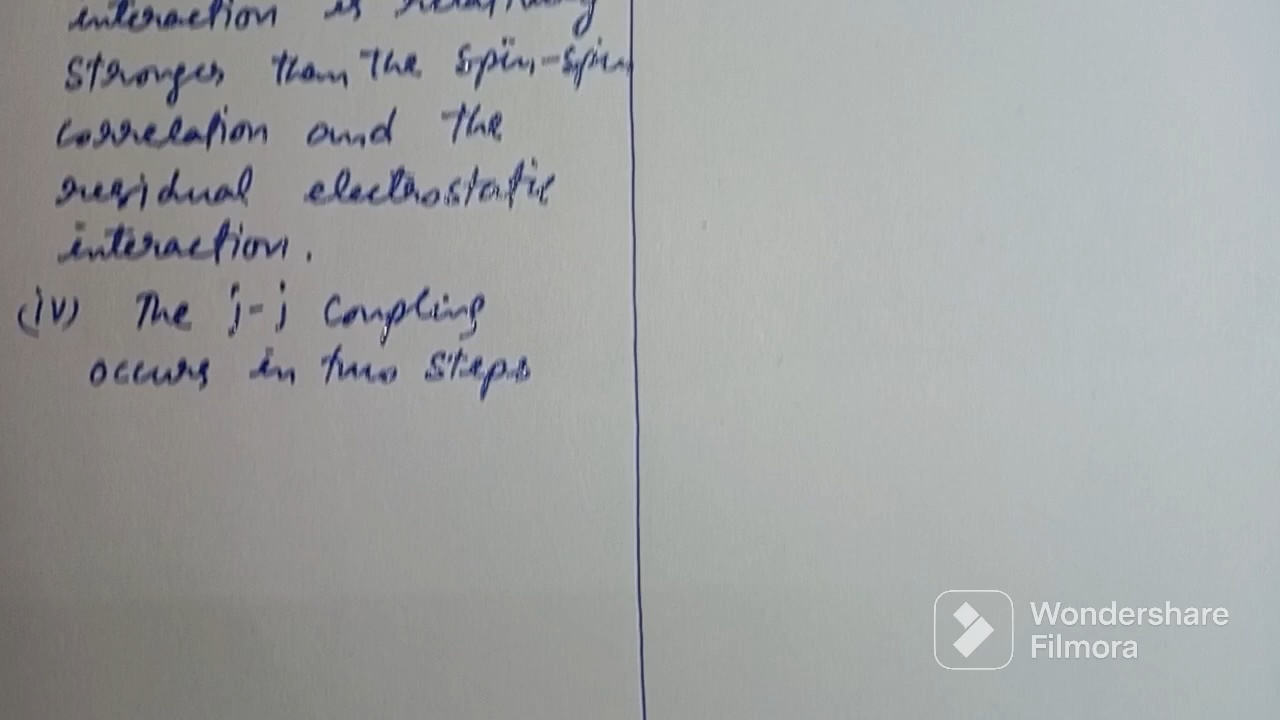 interaction is relatively
stronger than the spin-spin
correlation and the
residual electrostatic
interaction.
(iv) The j-j coupling
occurs in two steps
Wondershare
Filmora